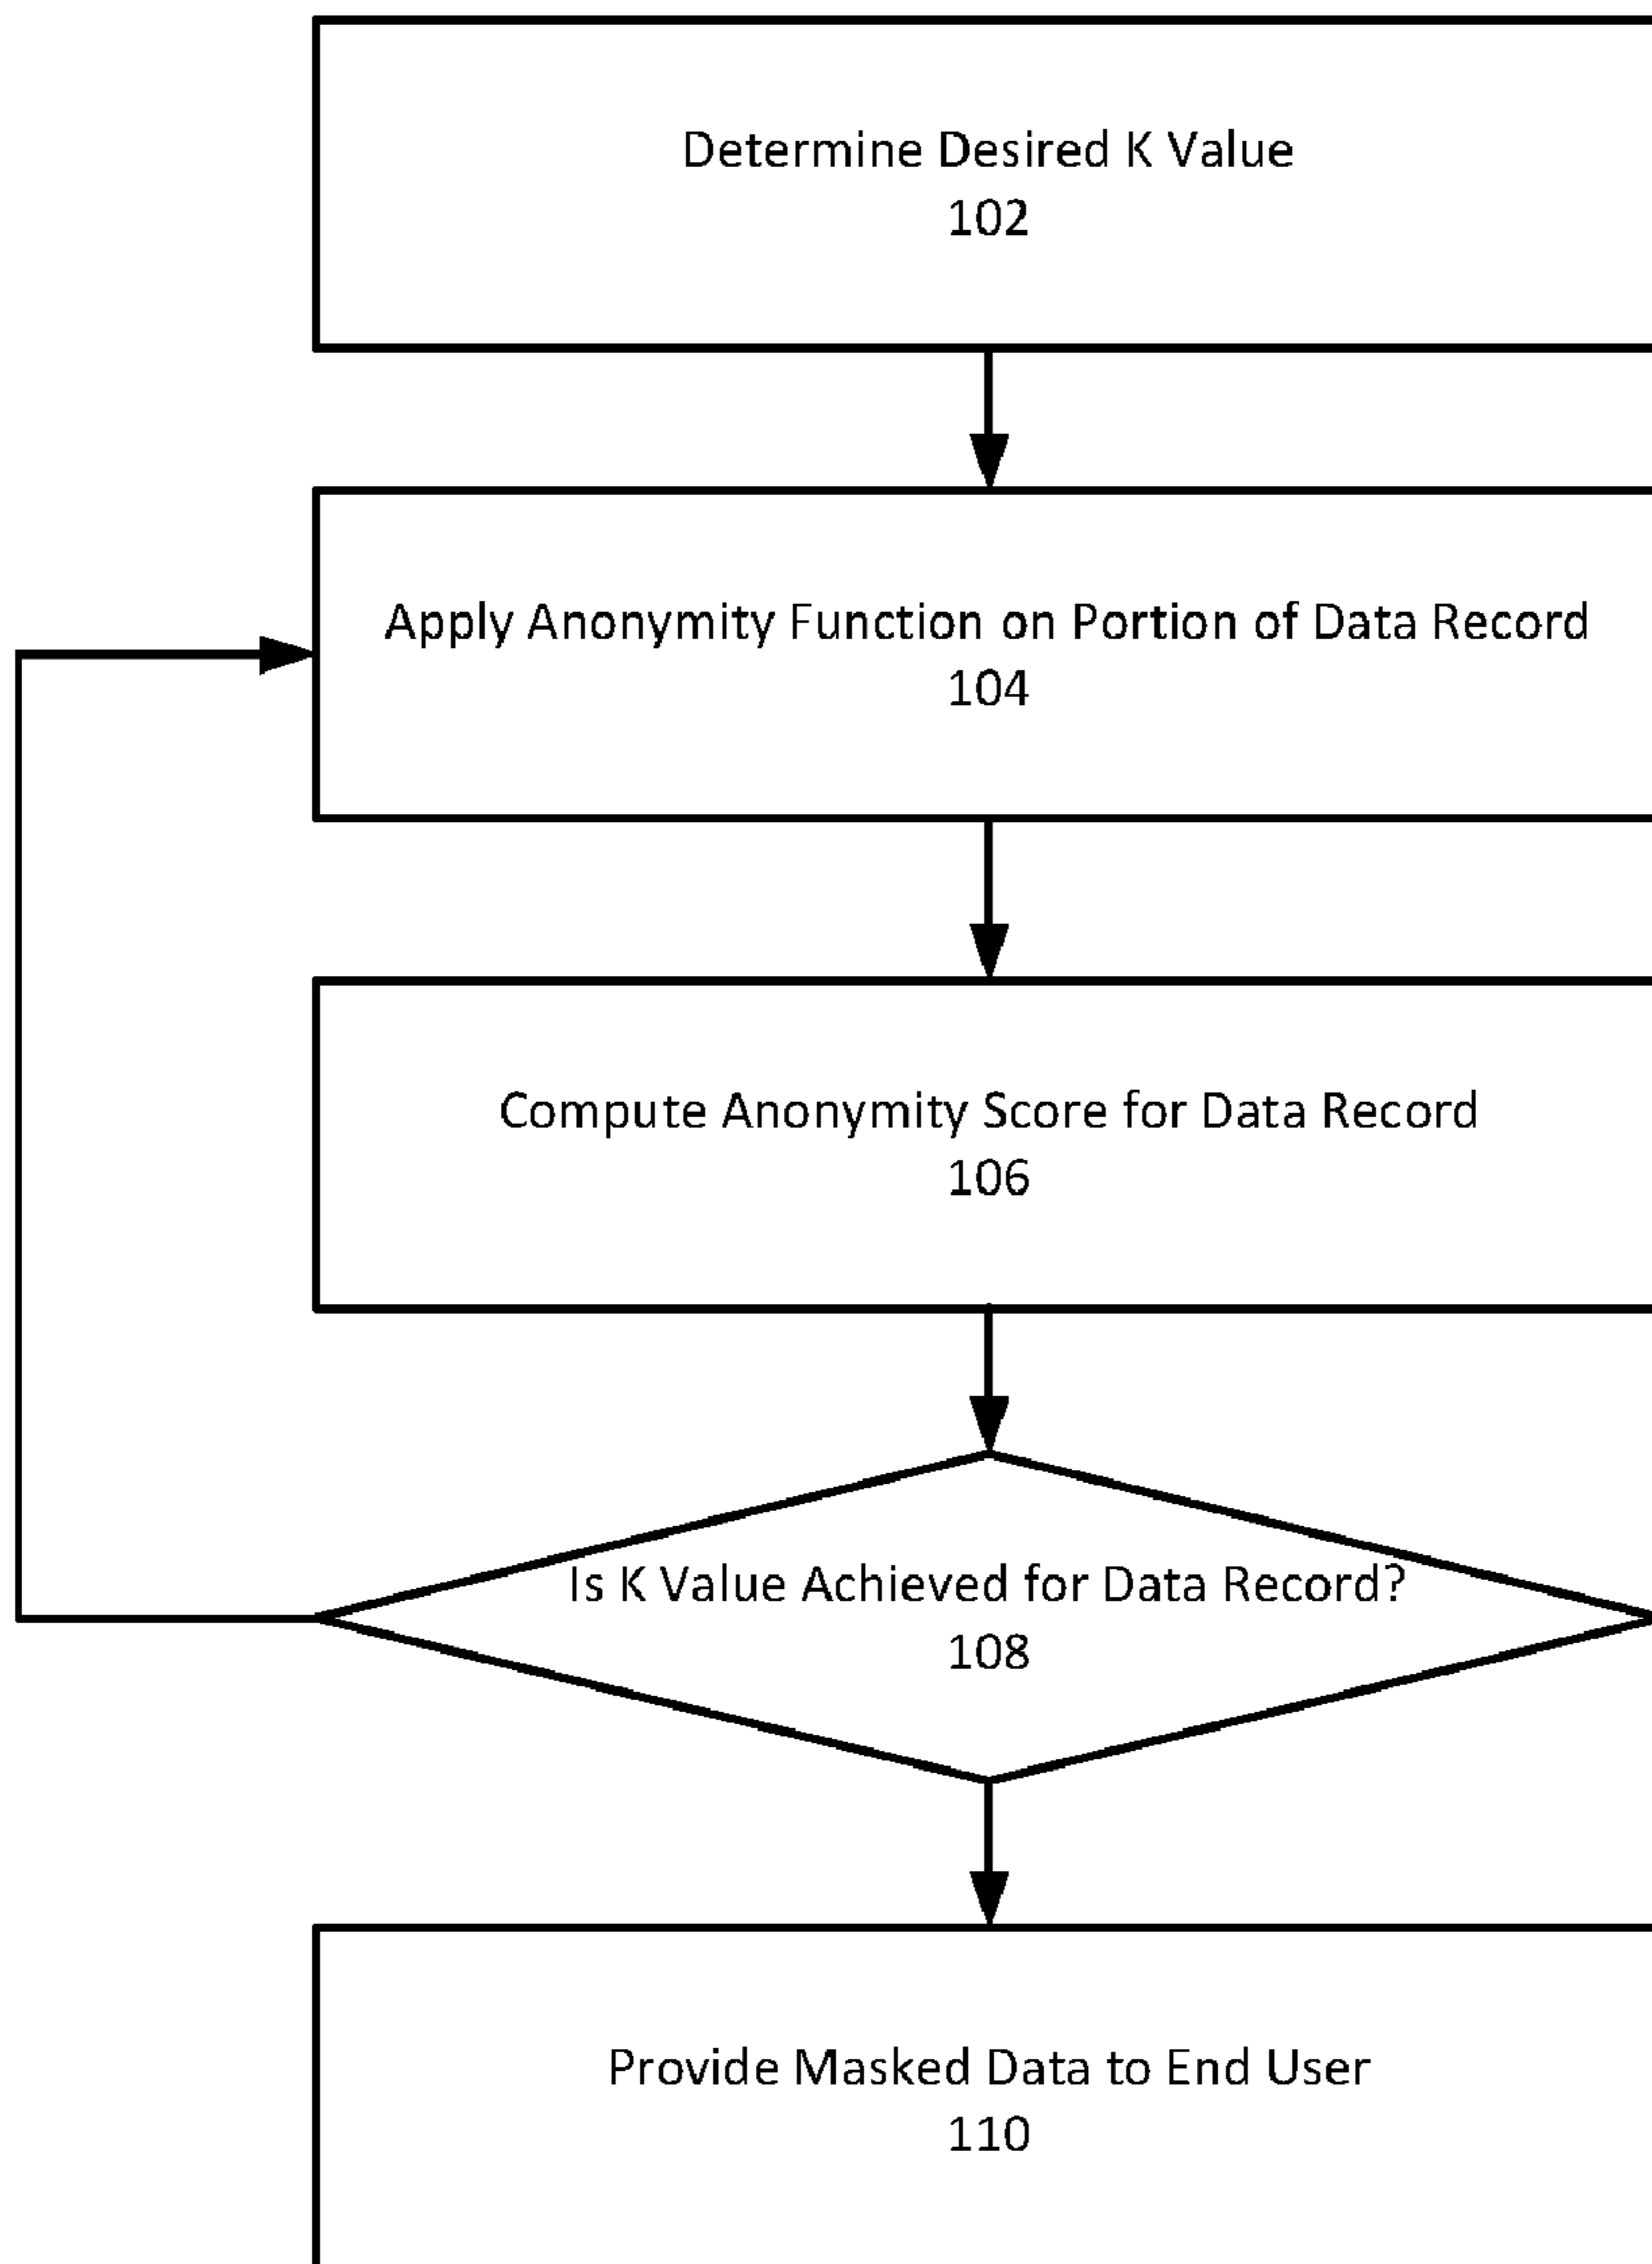 Determine Desired K Value
102
Apply Anonymity Function on Portion of Data Record
104
Compute Anonymity Score for Data Record
106
Is K Value Achieved for Data Record?
108
Provide Masked Data to End User
110